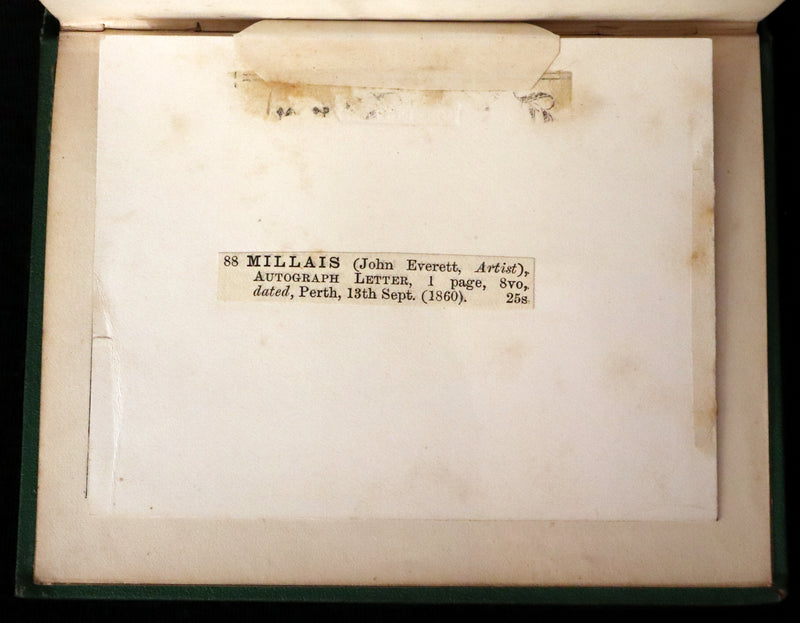 88 MILLAIS (John Everett, Artist),
AUTOGRAPH LETTER, 1 page, 8vo,
dated, Perth, 13th Sept. (1860). 25s